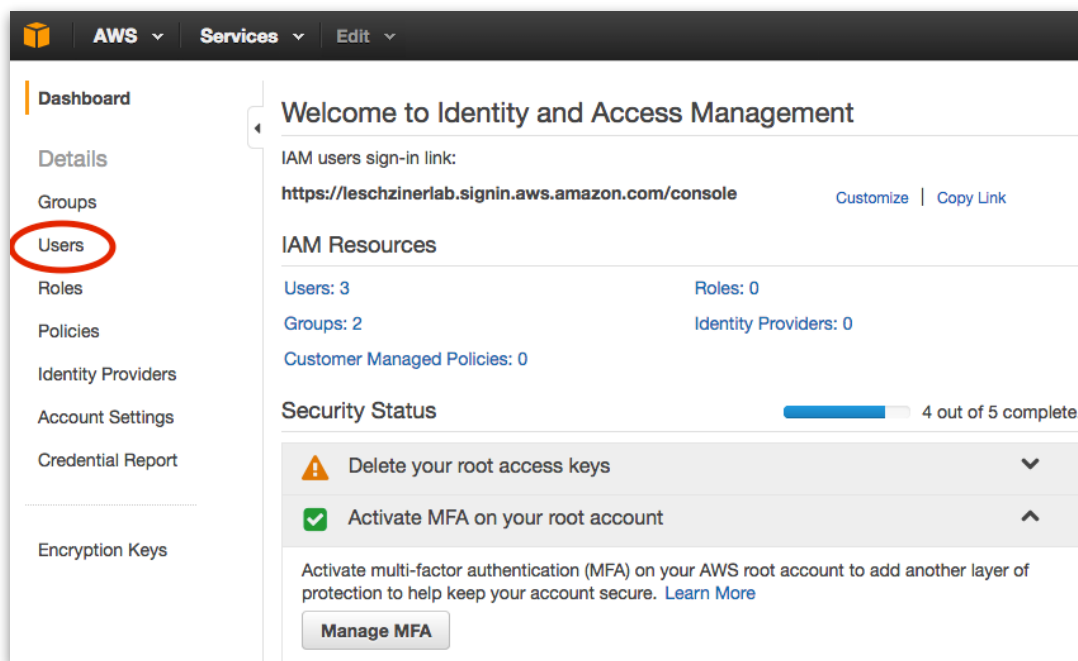 AWS Services Edit
Dashboard
Details
Groups
Users
Roles
Policies
Identity Providers
Account Settings
Credential Report
Encryption Keys
Welcome to Identity and Access Management
IAM users sign-in link:
https://leschzinerlab.signin.aws.amazon.com/console Customize | Copy Link
IAM Resources
Users: 3 Roles: 0
Groups: 2 Identity Providers: 0
Customer Managed Policies: 0
Security Status 4 out of 5 complete
Delete your root access keys
Activate MFA on your root account
Activate multi-factor authentication (MFA) on your AWS root account to add another layer of
protection to help keep your account secure. Learn More
Manage MFA